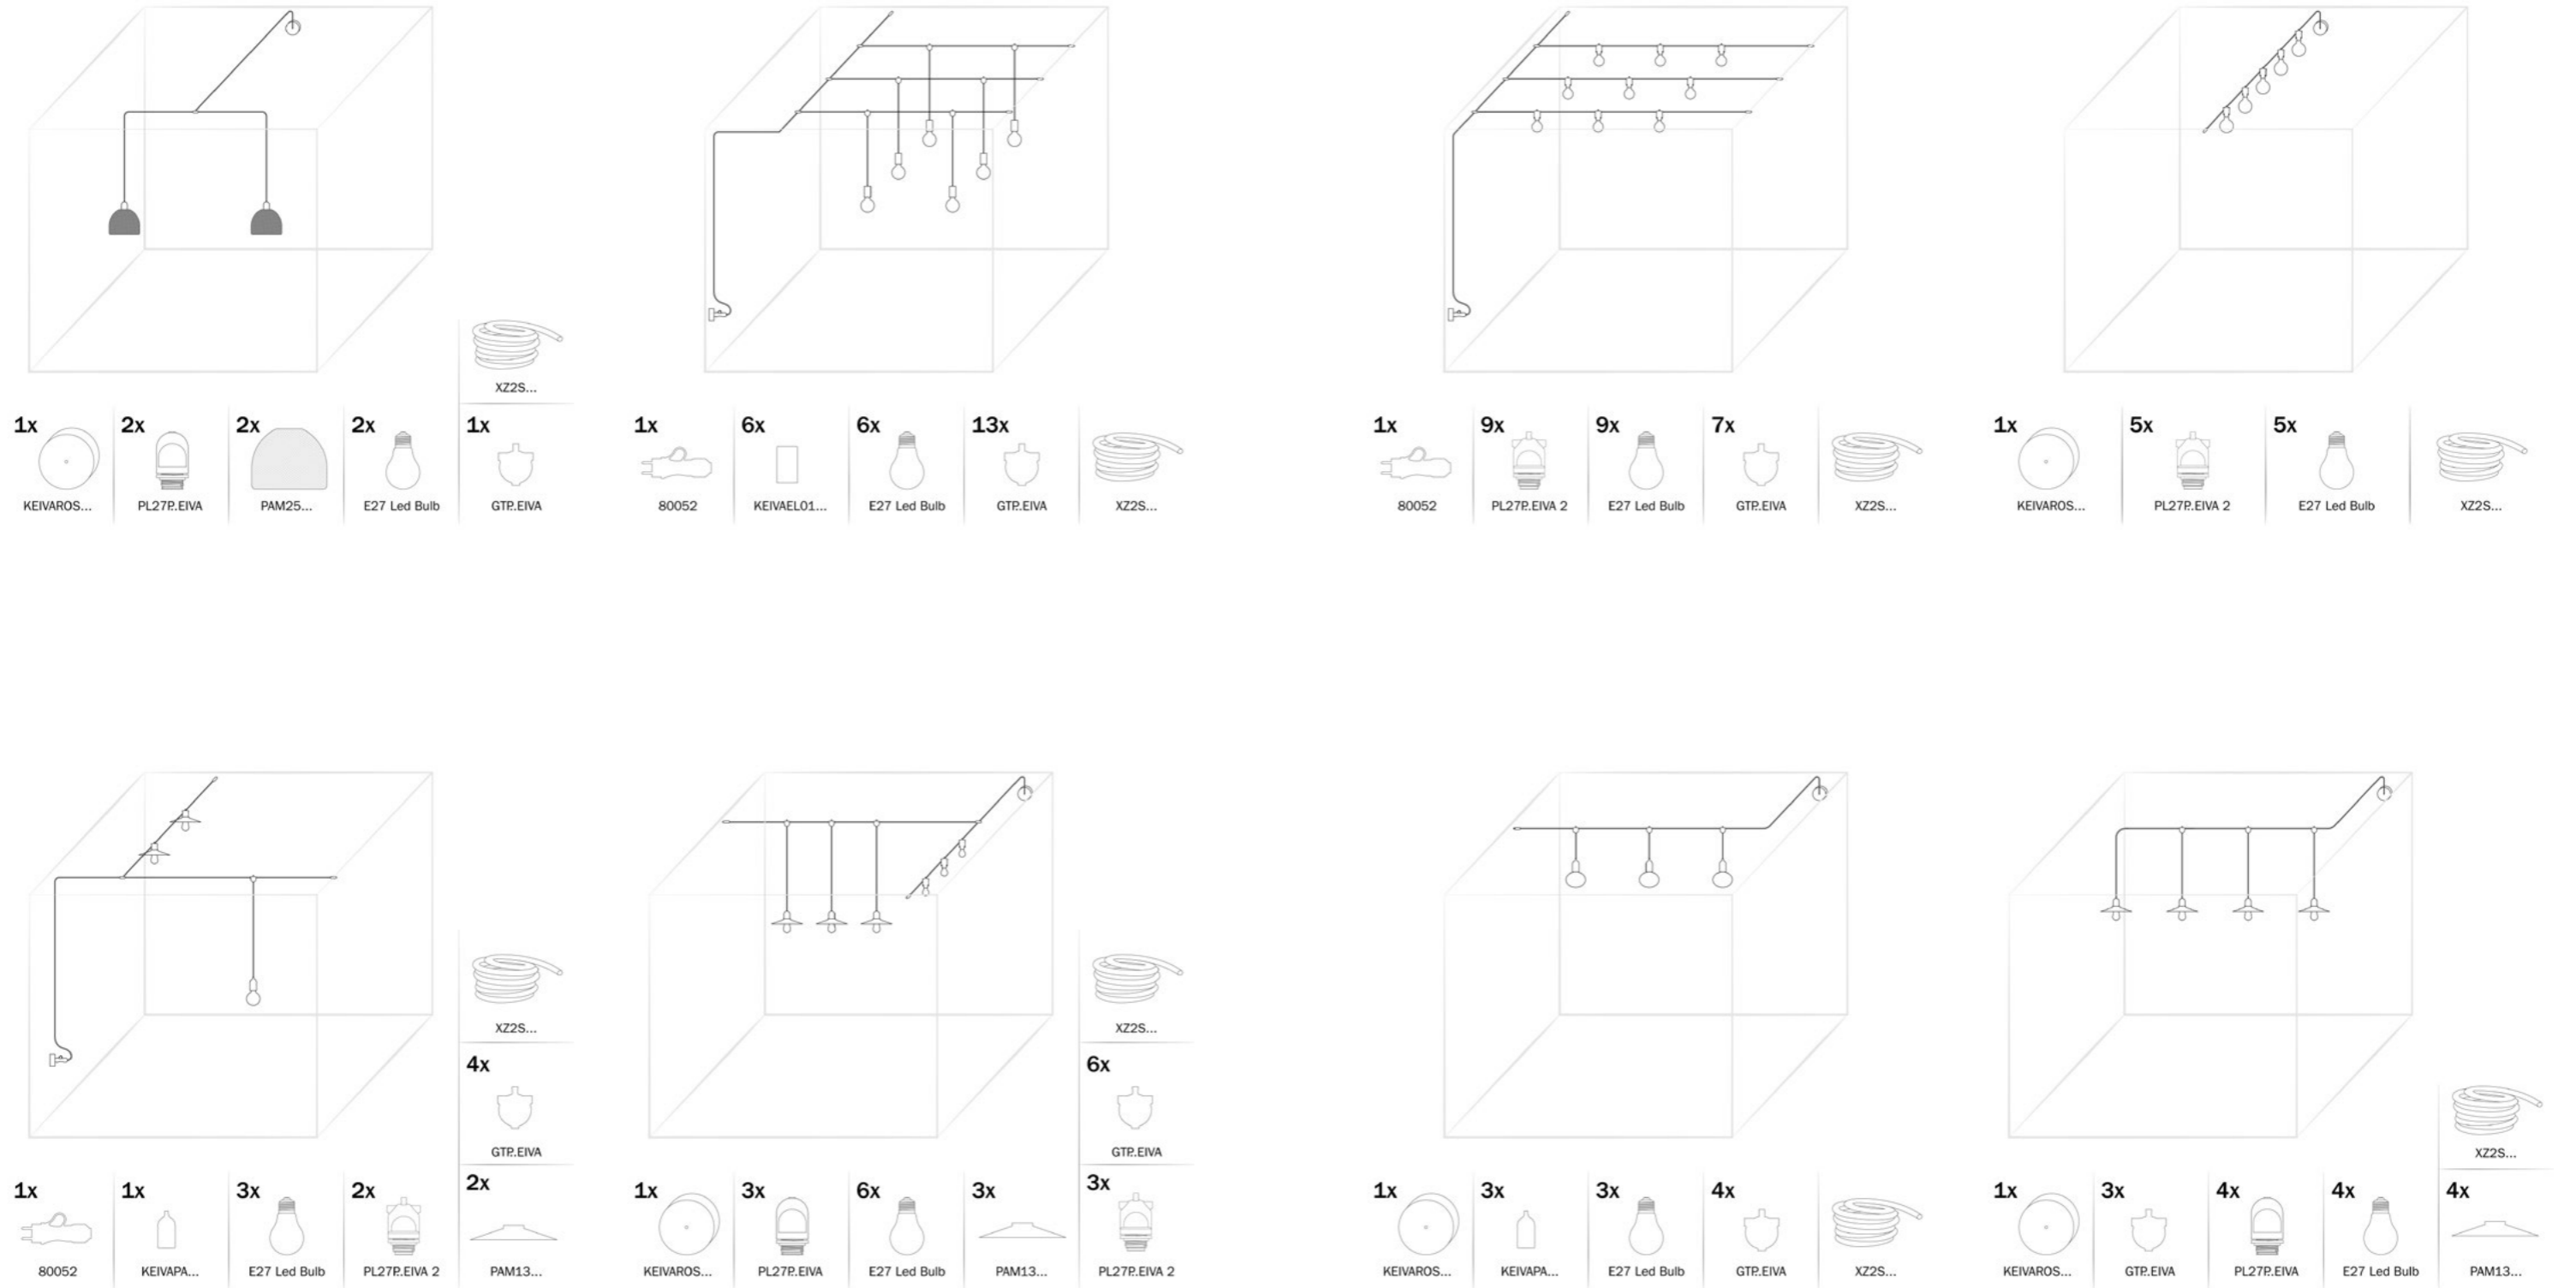 XZ2S...
1x
2x
2x
2x
1x
KEIVAROS...
PL27P..EIVA
PAM25...
E27 Led Bulb
GTP..EIVA
1x
6x
6x
13x
80052
KEIVAEL01...
E27 Led Bulb
GTP..EIVA
XZ2S...
1x
9x
9x
7x
80052
PL27P..EIVA 2
E27 Led Bulb
GTP..EIVA
XZ2S...
1x
5x
5x
KEIVAROS...
PL27P..EIVA 2
E27 Led Bulb
XZ2S...
XZ2S...
4x
GTP..EIVA
1x
1x
3x
2x
2x
80052
KEIVAPA...
E27 Led Bulb
PL27P..EIVA 2
PAM13...
XZ2S...
6x
GTP..EIVA
1x
3x
6x
3x
3x
KEIVAROS...
PL27P..EIVA
E27 Led Bulb
PAM13...
PL27P..EIVA 2
1x
3x
3x
4x
KEIVAROS...
KEIVAPA...
E27 Led Bulb
GTP..EIVA
XZ2S...
XZ2S...
1x
3x
4x
4x
4x
KEIVAROS...
GTP..EIVA
PL27P..EIVA
E27 Led Bulb
PAM13...